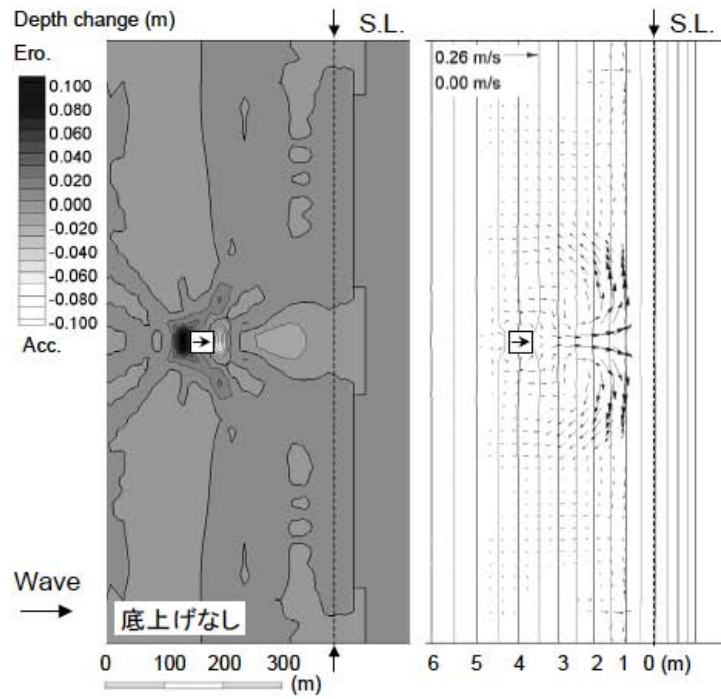 Depth change (m)
S.L.
S.L.
Ero.
0.26 m/s
0.00 m/s
0.100
0.080
0.060
0.040
0.020
0.000
-0.020
-0.040
-0.060
-0.080
-0.100
Acc.
Wave
底上げなし
0 100 200 300
(m)
6 5 4 3 2 1 0 (m)